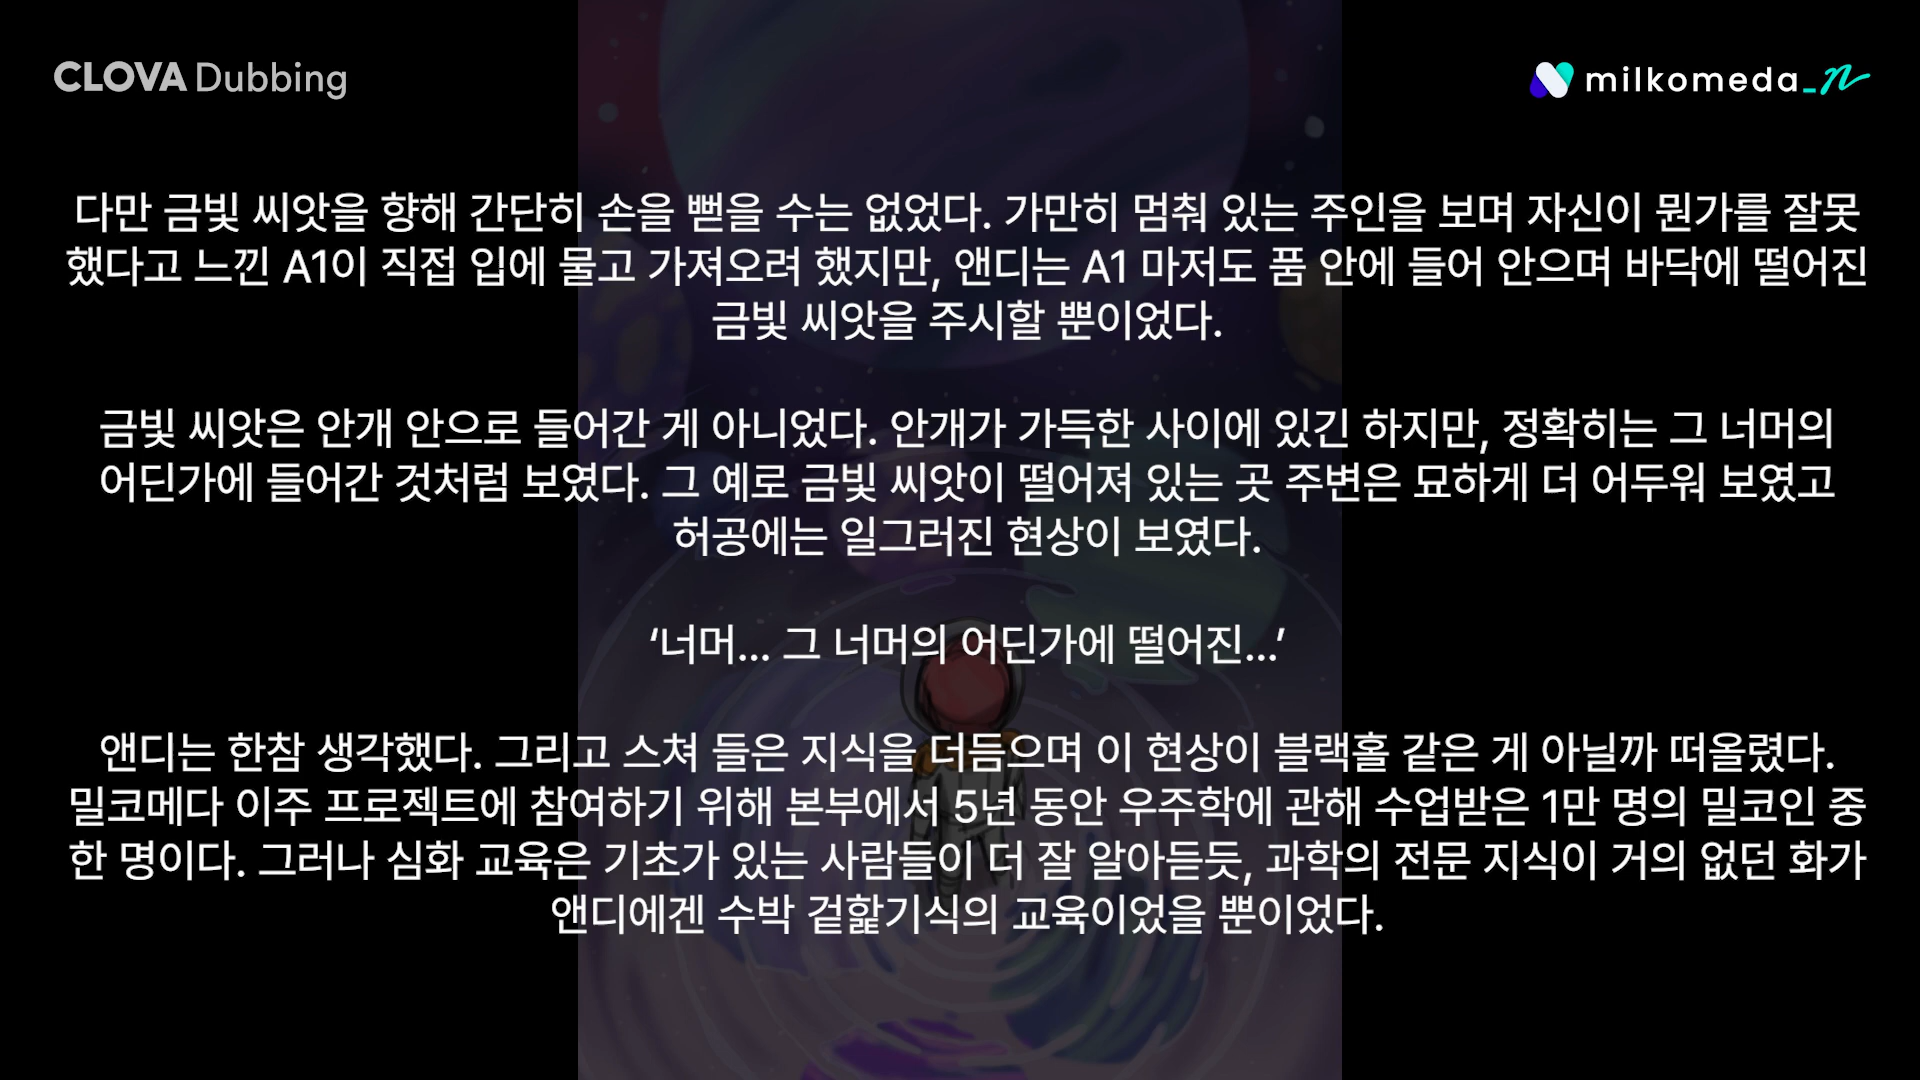 CLOVA Dubbing
milkomeda_n
다만 금빛 씨앗을 향해 간단히 손을 뻗을 수는 없었다. 가만히 멈춰 있는 주인을 보며 자신이 뭔가를 잘못
했다고 느낀 A1이 직접 입에 물고 가져오려 했지만, 앤디는 A1 마저도 품 안에 들어 안으며 바닥에 떨어진
금빛 씨앗을 주시할 뿐이었다.
금빛 씨앗은 안개 안으로 들어간 게 아니었다. 안개가 가득한 사이에 있긴 하지만, 정확히는 그 너머의
어딘가에 들어간 것처럼 보였다. 그 예로 금빛 씨앗이 떨어져 있는 곳 주변은 묘하게 더 어두워 보였고
허공에는 일그러진 현상이 보였다.
‘너머... 그 너머의 어딘가에 떨어진...’
앤디는 한참 생각했다. 그리고 스쳐 들은 지식을 더듬으며 이 현상이 블랙홀 같은 게 아닐까 떠올렸다.
밀코메다 이주 프로젝트에 참여하기 위해 본부에서 5년 동안 우주학에 관해 수업받은 1만 명의 밀코인 중
한 명이다. 그러나 심화 교육은 기초가 있는 사람들이 더 잘 알아듣듯, 과학의 전문 지식이 거의 없던 화가
앤디에겐 수박 겉핥기식의 교육이었을 뿐이었다.